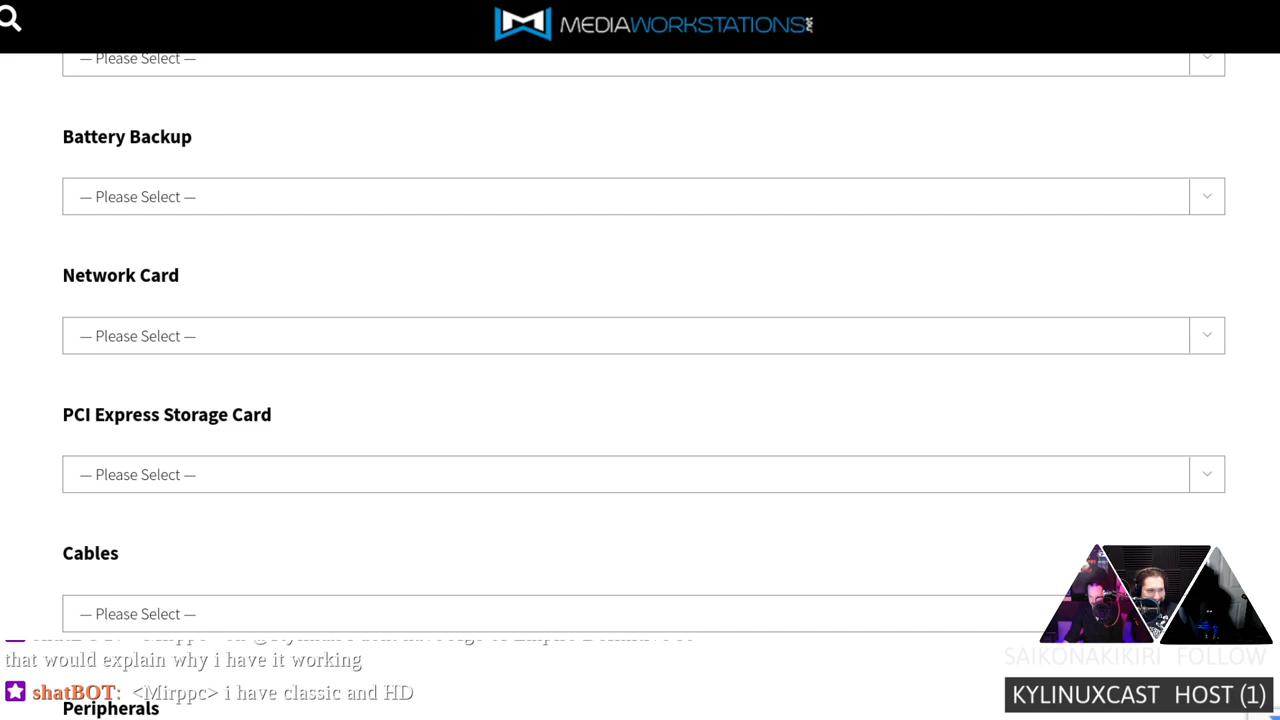 MEDIAWORKSTATIONS.net
— Please Select —
Battery Backup
— Please Select —
Network Card
— Please Select —
PCI Express Storage Card
— Please Select —
Cables
— Please Select —
that would explain why i have it working
shatBOT: <Mirppc> i have classic and HD
Peripherals
SAIKONAKIKIRI FOLLOW
KYLINUXCAST HOST (1)